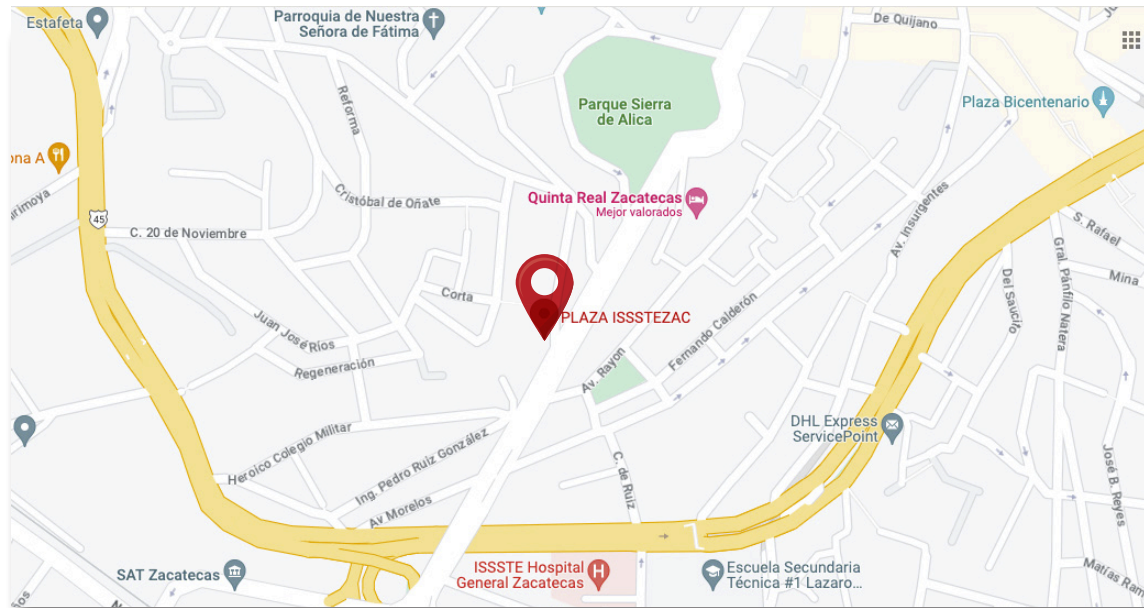 Estafeta
Parroquia de Nuestra
Señora de Fátima
De Quijano
Reforma
Parque Sierra
de Alica
Plaza Bicentenario
ona A
Cristóbal de Oñate
Quinta Real Zacatecas
Mejor valorados
Av. Insurgentes
irimoya
45
C. 20 de Noviembre
S. Rafael
Gral. Pánfilo Natera
Mina
Corta
Del Saucito
Juan José Ríos
PLAZA ISSSTEZAC
Fernando Calderón
Regeneración
Av. Rayon
DHL Express
ServicePoint
Heroico Colegio Militar
Ing. Pedro Ruiz González
C. de Ruiz
José B. Reyes
Av Morelos
SAT Zacatecas
ISSSTE Hospital
General Zacatecas
H
Escuela Secundaria
Técnica #1 Lazaro...
Matías Ram